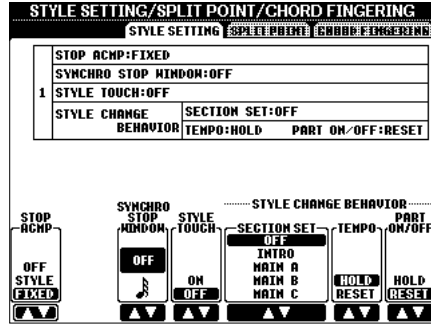 STYLE SETTING/SPLIT POINT/CHORD FINGERING
STYLE SETTING SPLIT POINT CHORD FINGERING
STOP ACMP:FIXED
SYNCHRO STOP WINDOW:OFF
1 STYLE TOUCH:OFF
STYLE CHANGE BEHAVIOR SECTION SET:OFF
TEMPO:HOLD PART ON/OFF:RESET
STYLE CHANGE BEHAVIOR
STOP ACMP SYNCHRO STOP WINDOW STYLE TOUCH SECTION SET TEMPO PART ON/OFF
OFF
INTRO
OFF OFF MAIN A
STYLE ON MAIN B HOLD HOLD
FIXED OFF MAIN C RESET RESET